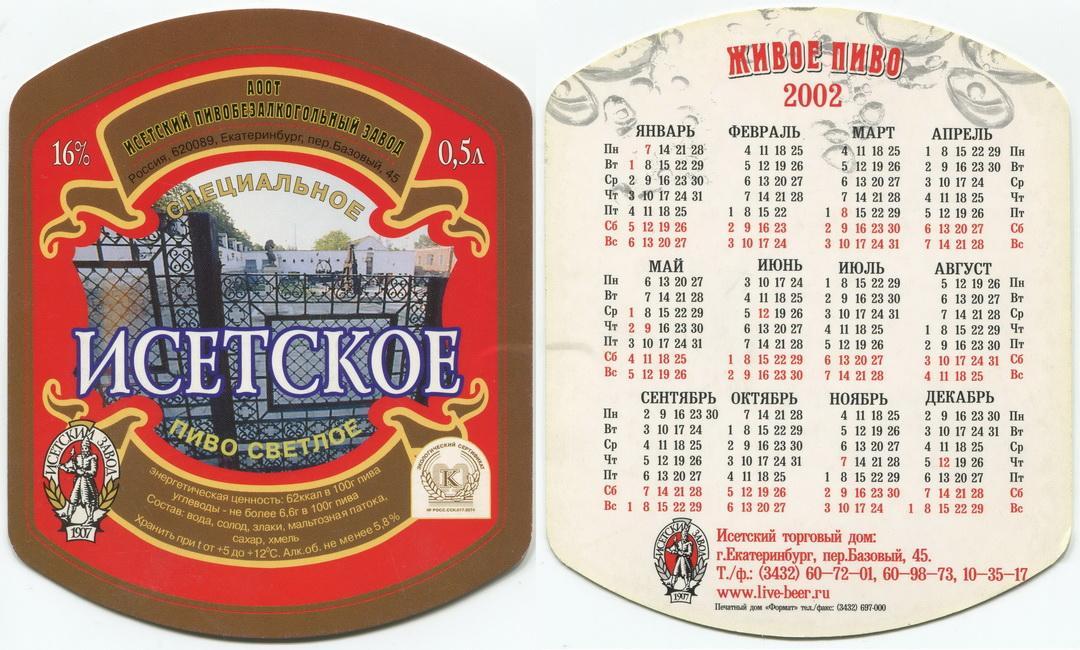 АООТ
ИСЕТСКИЙ ПИВОБЕЗАЛКОГОЛЬНЫЙ ЗАВОД
Россия, 620089, Екатеринбург, пер.Базовый, 45
16% 0,5л
СПЕЦИАЛЬНОЕ
ИСЕТСКОЕ
ПИВО СВЕТЛОЕ
ИСЕТСКИЙ ЗАВОД
1907
ЭКОЛОГИЧЕСКИЙ СЕРТИФИКАТ
К
энергетическая ценность: 62ккал в 100г пива
углеводы - не более 6,6г в 100г пива
Состав: вода, солод, злаки, мальтозная патока,
сахар, хмель
Хранить при t от +5 до +12°С. Алк.об. не менее 5,8%
ЖИВОЕ ПИВО
2002
ЯНВАРЬ ФЕВРАЛЬ МАРТ АПРЕЛЬ
Пн 7 14 21 28 4 11 18 25 4 11 18 25 1 8 15 22 29 Пн
Вт 1 8 15 22 29 5 12 19 26 5 12 19 26 2 9 16 23 30 Вт
Ср 2 9 16 23 30 6 13 20 27 6 13 20 27 3 10 17 24 Ср
Чт 3 10 17 24 31 7 14 21 28 7 14 21 28 4 11 18 25 Чт
Пт 4 11 18 25 1 8 15 22 1 8 15 22 29 5 12 19 26 Пт
Сб 5 12 19 26 2 9 16 23 2 9 16 23 30 6 13 20 27 Сб
Вс 6 13 20 27 3 10 17 24 3 10 17 24 31 7 14 21 28 Вс
МАЙ ИЮНЬ ИЮЛЬ АВГУСТ
Пн 6 13 20 27 3 10 17 24 1 8 15 22 29 5 12 19 26 Пн
Вт 7 14 21 28 4 11 18 25 2 9 16 23 30 6 13 20 27 Вт
Ср 1 8 15 22 29 5 12 19 26 3 10 17 24 31 7 14 21 28 Ср
Чт 2 9 16 23 30 6 13 20 27 4 11 18 25 1 8 15 22 29 Чт
Пт 3 10 17 24 31 7 14 21 28 5 12 19 26 2 9 16 23 30 Пт
Сб 4 11 18 25 1 8 15 22 29 6 13 20 27 3 10 17 24 31 Сб
Вс 5 12 19 26 2 9 16 23 30 7 14 21 28 4 11 18 25 Вс
СЕНТЯБРЬ ОКТЯБРЬ НОЯБРЬ ДЕКАБРЬ
Пн 2 9 16 23 30 7 14 21 28 4 11 18 25 2 9 16 23 30 Пн
Вт 3 10 17 24 1 8 15 22 29 5 12 19 26 3 10 17 24 31 Вт
Ср 4 11 18 25 2 9 16 23 30 6 13 20 27 4 11 18 25 Ср
Чт 5 12 19 26 3 10 17 24 31 7 14 21 28 5 12 19 26 Чт
Пт 6 13 20 27 4 11 18 25 1 8 15 22 29 6 13 20 27 Пт
Сб 7 14 21 28 5 12 19 26 2 9 16 23 30 7 14 21 28 Сб
Вс 1 8 15 22 29 6 13 20 27 3 10 17 24 1 8 15 22 29 Вс
ИСЕТСКИЙ ЗАВОД
1907
Исетский торговый дом:
г.Екатеринбург, пер.Базовый, 45.
Т./ф.: (3432) 60-72-01, 60-98-73, 10-35-17
www.live-beer.ru
Печатный дом «Формат» тел./факс: (3432) 697-000